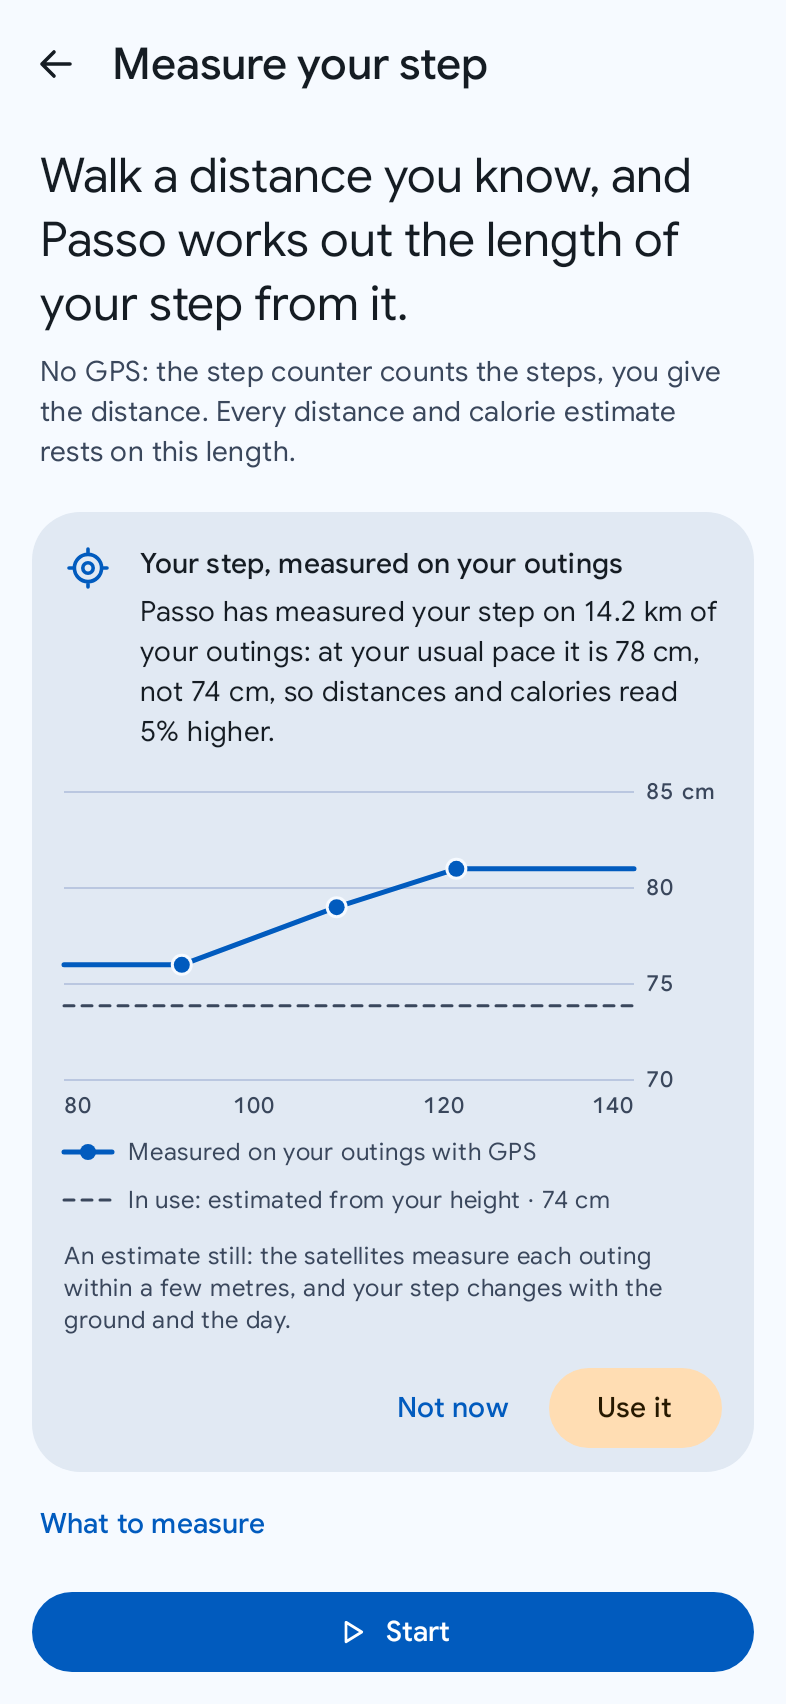 Measure your step
Walk a distance you know, and
Passo works out the length of
your step from it.
No GPS: the step counter counts the steps, you give
the distance. Every distance and calorie estimate
rests on this length.
Your step, measured on your outings
Passo has measured your step on 14.2 km of
your outings: at your usual pace it is 78 cm,
not 74 cm, so distances and calories read
5% higher.
85 cm
80
75
70
80 100 120 140
Measured on your outings with GPS
In use: estimated from your height · 74 cm
An estimate still: the satellites measure each outing
within a few metres, and your step changes with the
ground and the day.
Not now
Use it
What to measure
Start